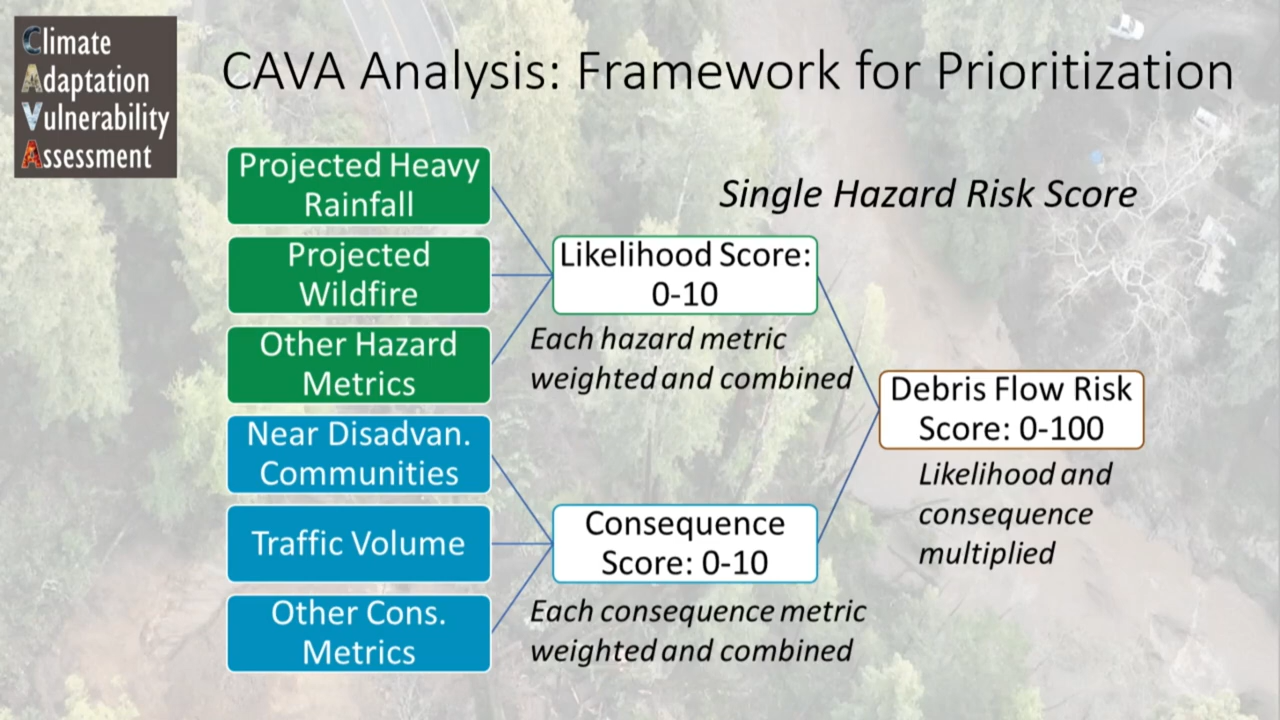 Climate
Adaptation
Vulnerability
Assessment
CAVA Analysis: Framework for Prioritization
Projected Heavy
Rainfall
Single Hazard Risk Score
Projected
Wildfire
Likelihood Score:
0-10
Other Hazard
Metrics
Each hazard metric
weighted and combined
Debris Flow Risk
Score: 0-100
Near Disadvan.
Communities
Likelihood and
consequence
multiplied
Traffic Volume
Consequence
Score: 0-10
Other Cons.
Metrics
Each consequence metric
weighted and combined